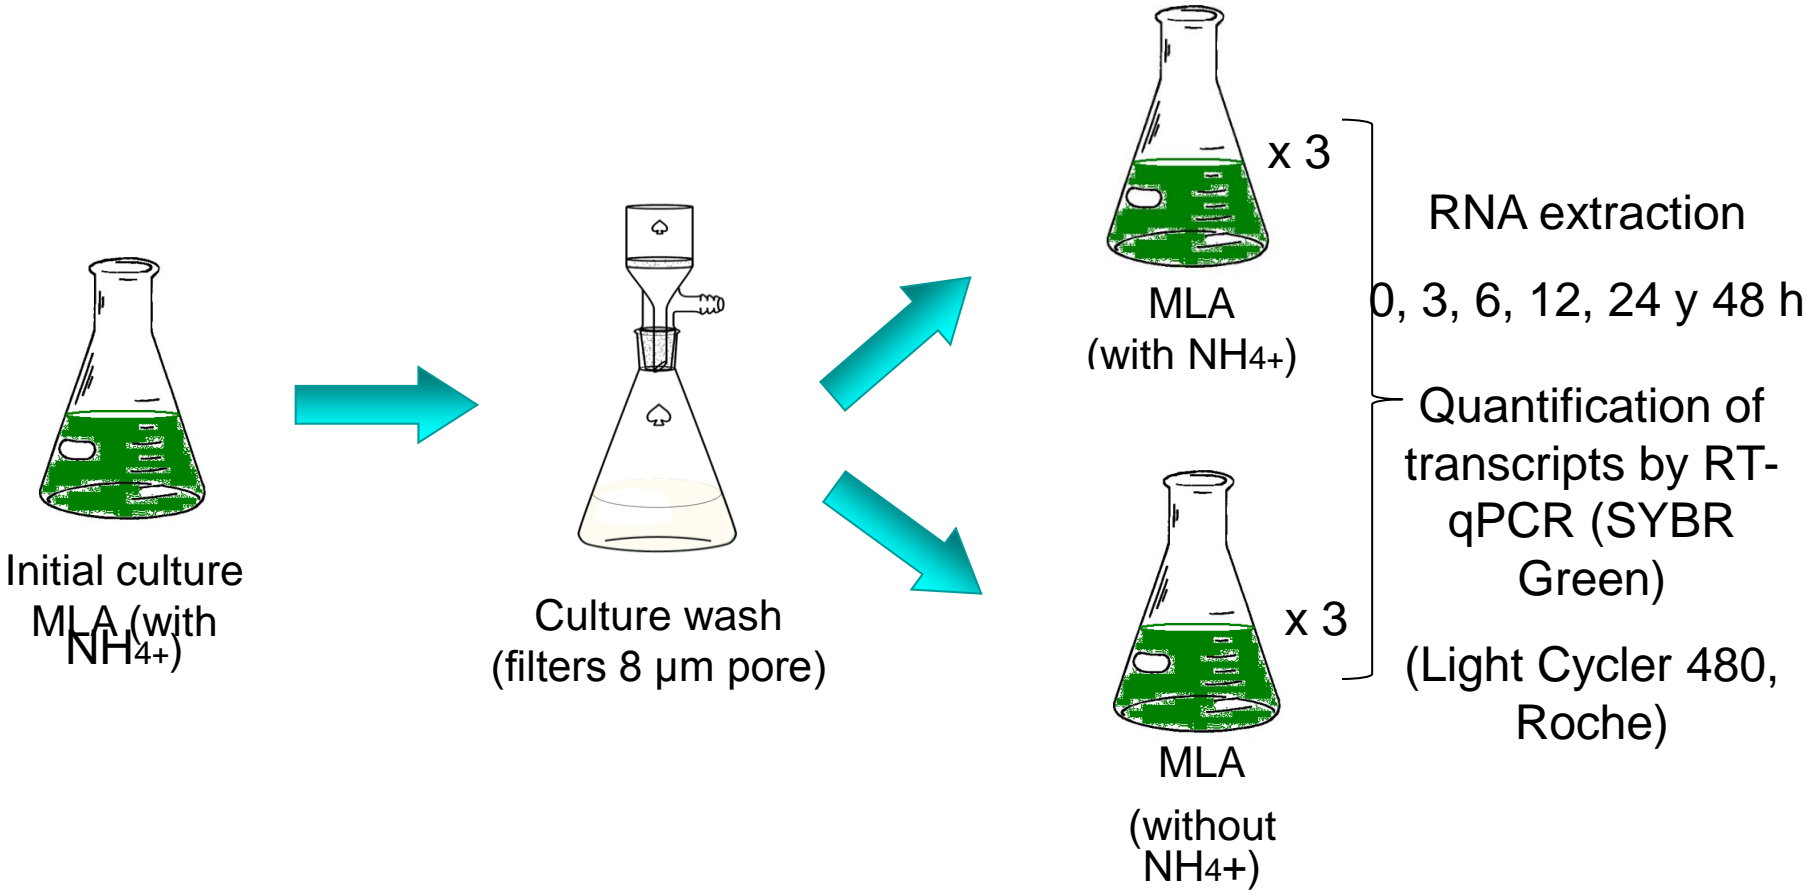 Initial culture
MLA (with
NH4+)
Culture wash
(filters 8 µm pore)
x 3
MLA
(with NH4+)
x 3
MLA
(without
NH4+)
RNA extraction
0, 3, 6, 12, 24 y 48 h
Quantification of
transcripts by RT-
qPCR (SYBR
Green)
(Light Cycler 480,
Roche)